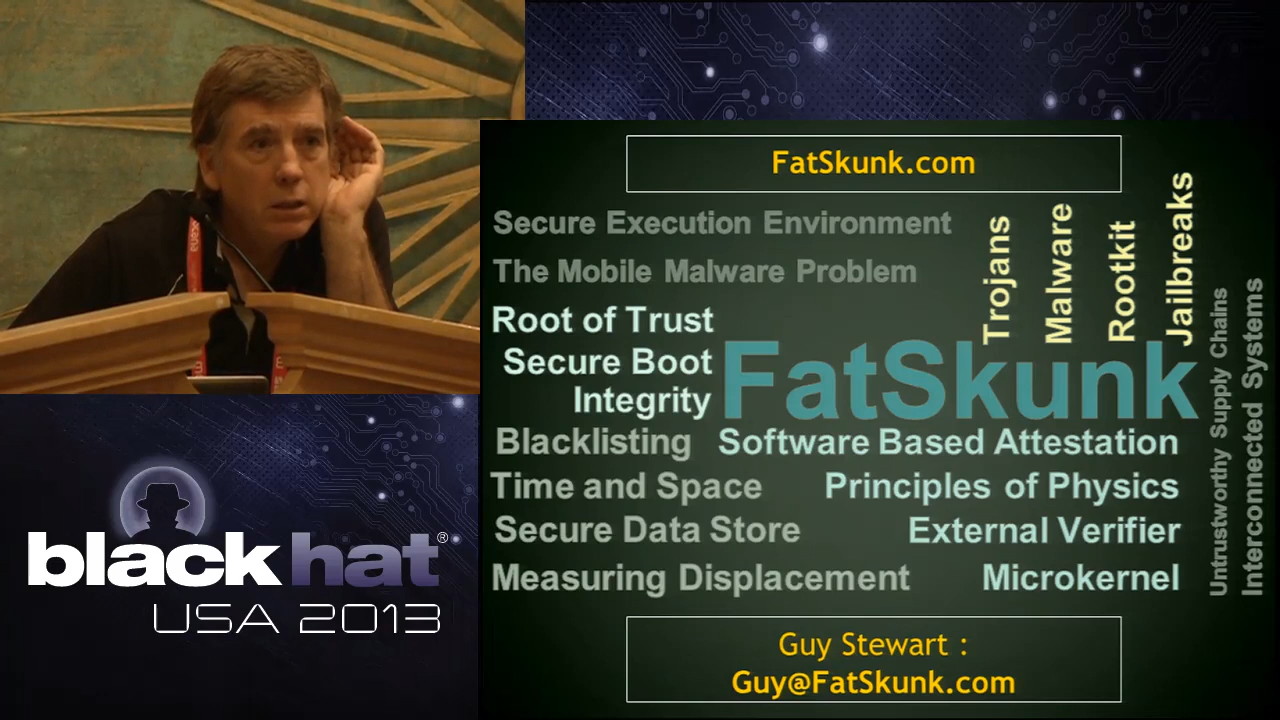 FatSkunk.com
Secure Execution Environment
The Mobile Malware Problem
Root of Trust
Secure Boot
Integrity
FatSkunk
Trojans
Malware
Rootkit
Jailbreaks
Untrustworthy Supply Chains
Interconnected Systems
Blacklisting
Software Based Attestation
Time and Space
Principles of Physics
Secure Data Store
External Verifier
Measuring Displacement
Microkernel
Guy Stewart :
Guy@FatSkunk.com
black hat®
USA 2013